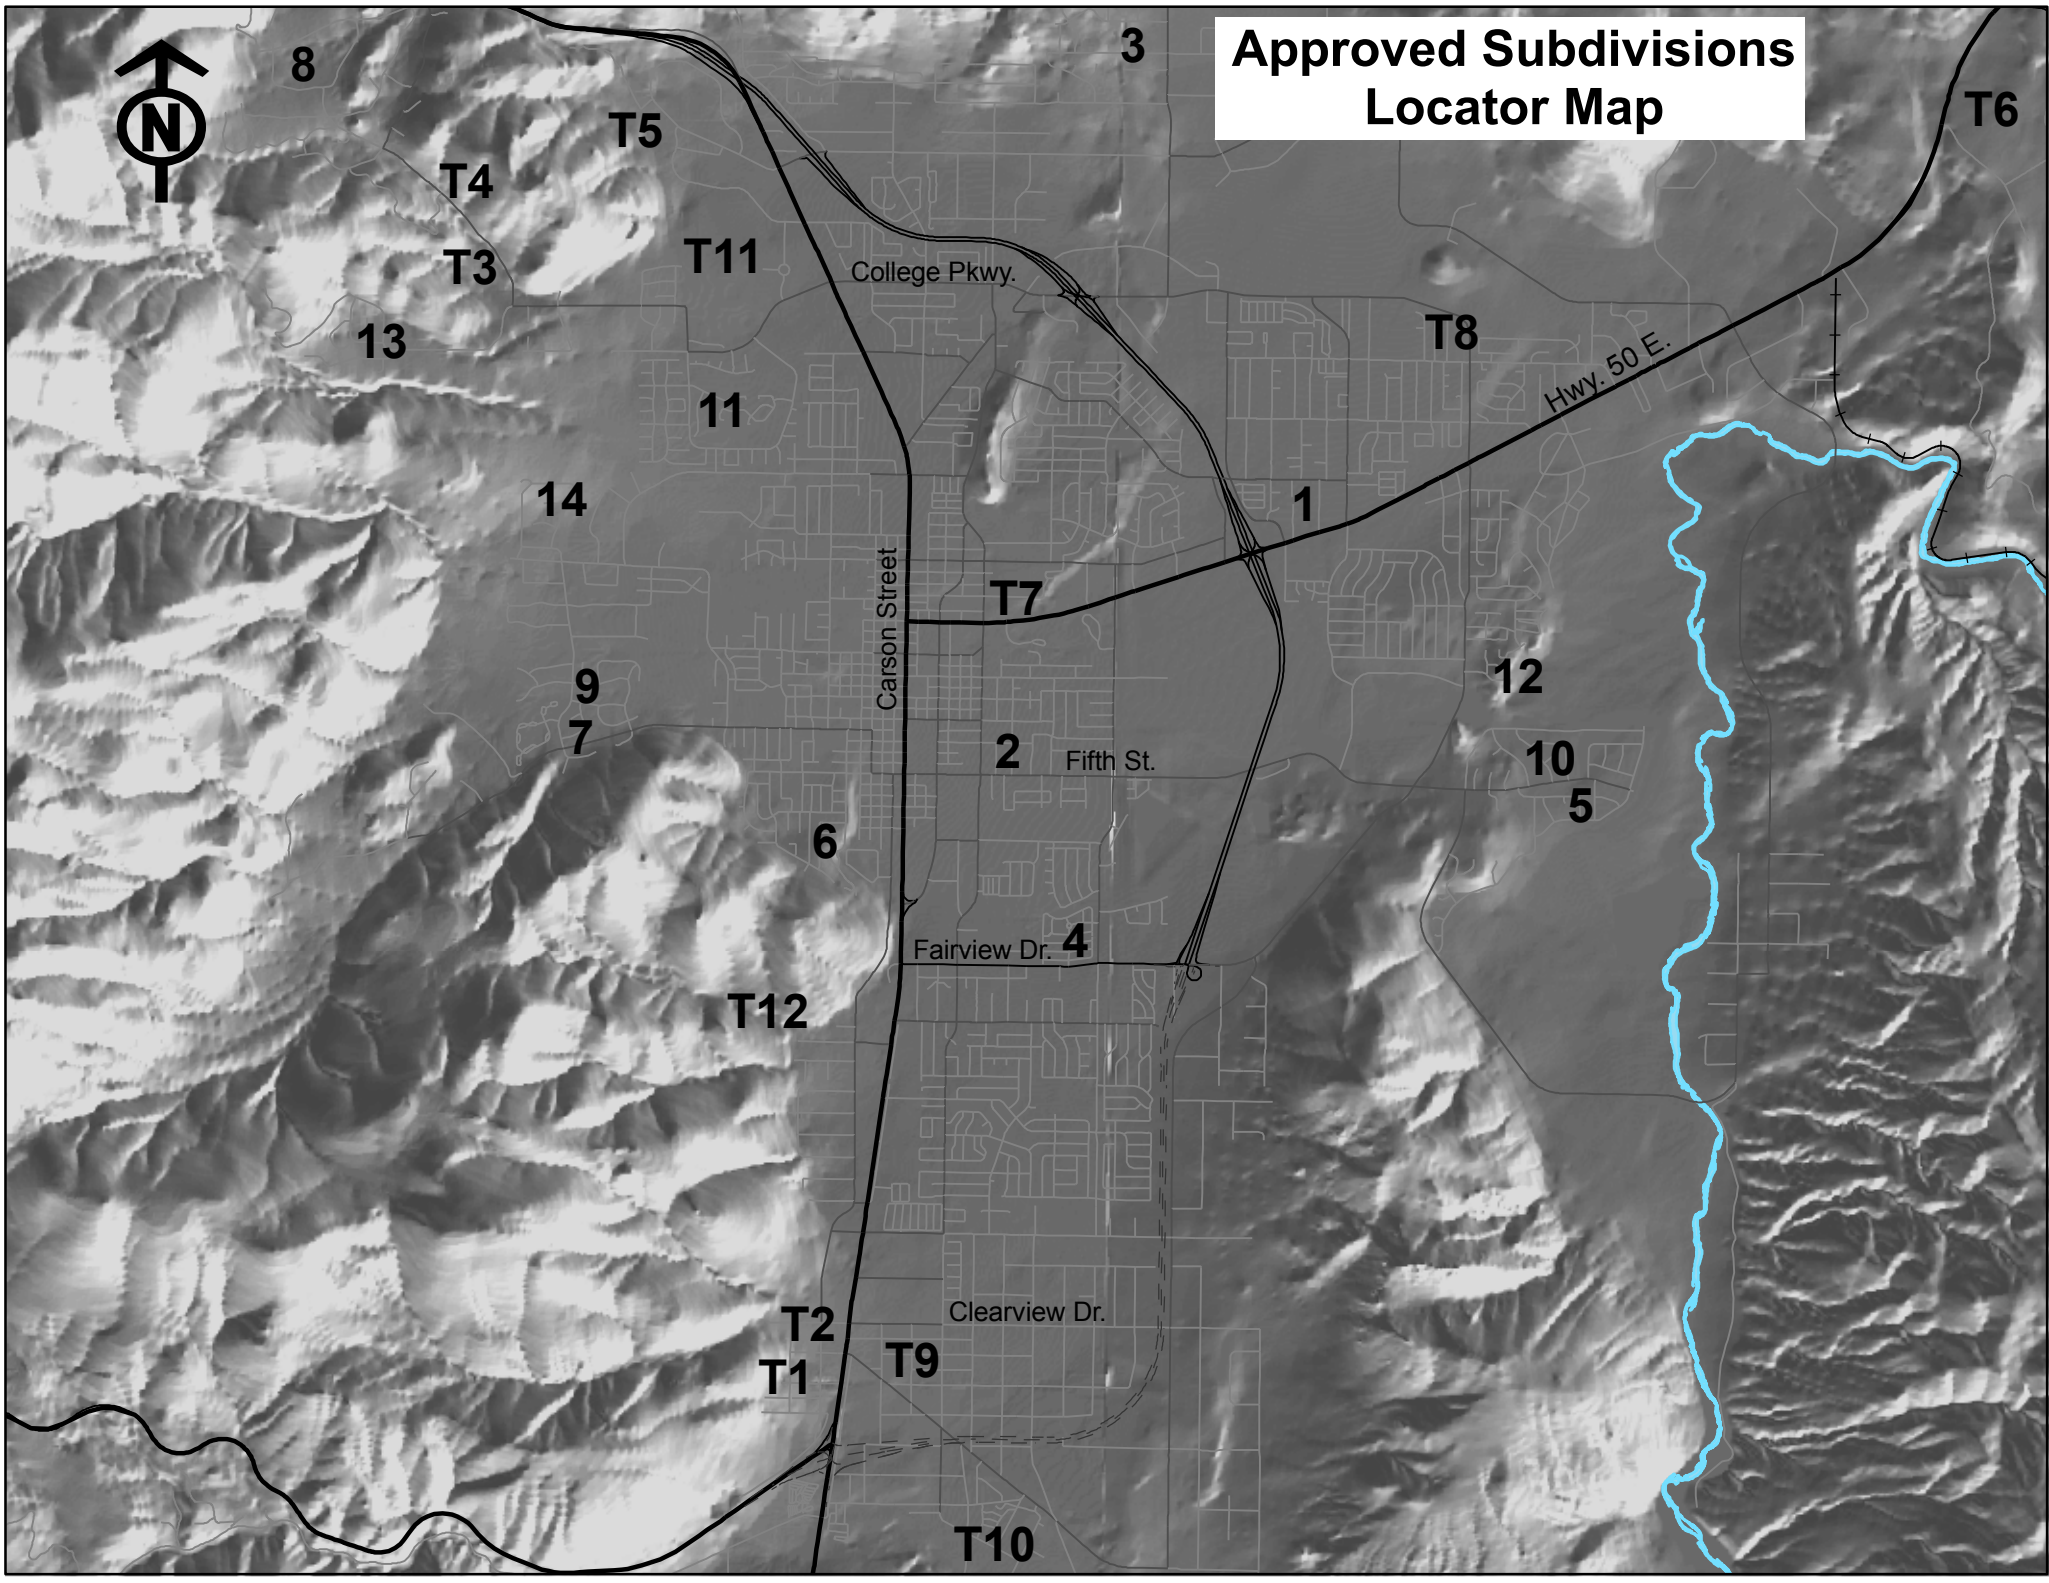 Approved Subdivisions
Locator Map
3
8
N
T6
T5
T4
T11
T3
College Pkwy.
T8
13
Hwy. 50 E.
11
14
1
T7
Carson Street
12
9
7
2
Fifth St.
10
5
6
4
Fairview Dr.
T12
Clearview Dr.
T2
T9
T1
T10